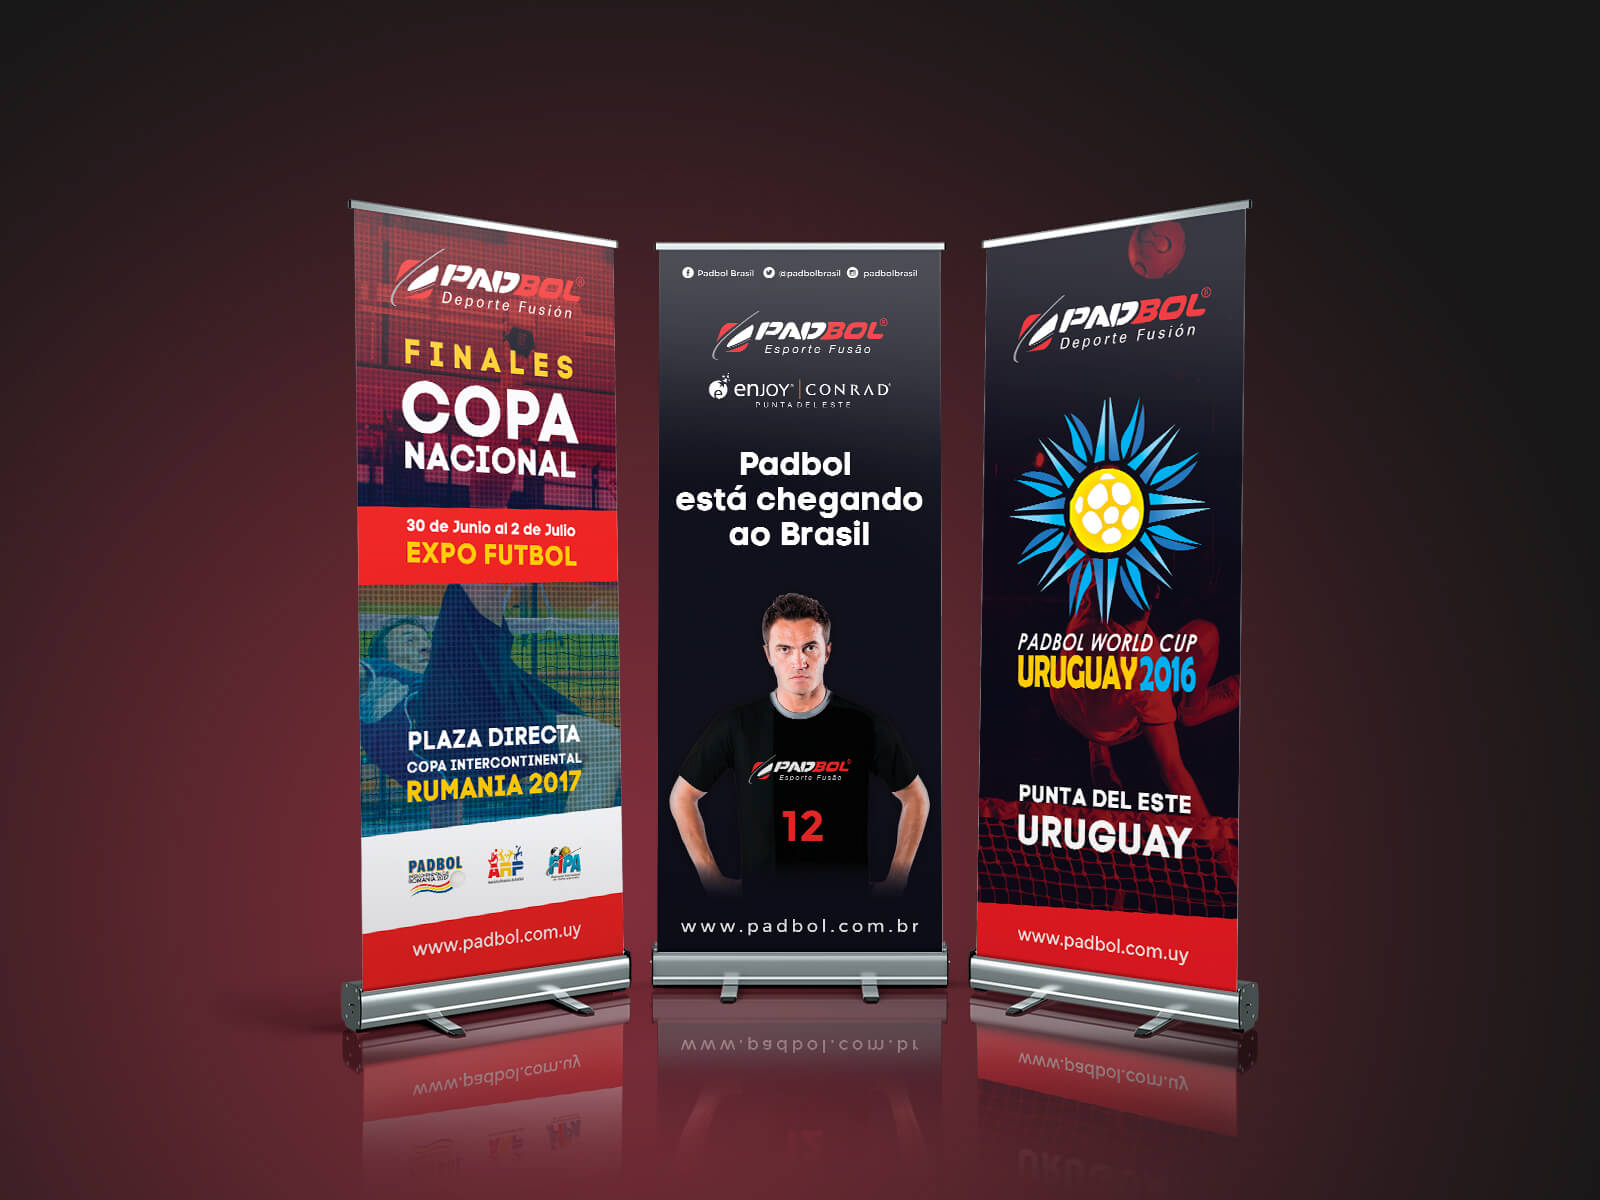 PADBOL®
Deporte Fusión
FINALES
COPA
NACIONAL
30 de Junio al 2 de Julio
EXPO FUTBOL
PLAZA DIRECTA
COPA INTERCONTINENTAL
RUMANIA 2017
PADBOL
AHP
FIPA
www.padbol.com.uy
Padbol Brasil @padbolbrasil padbolbrasil
PADBOL®
Esporte Fusão
enJOY® | CONRAD®
PUNTA DEL ESTE
Padbol
está chegando
ao Brasil
PADBOL®
Esporte Fusão
12
www.padbol.com.br
PADBOL®
Deporte Fusión
PADBOL WORLD CUP
URUGUAY2016
PUNTA DEL ESTE
URUGUAY
www.padbol.com.uy